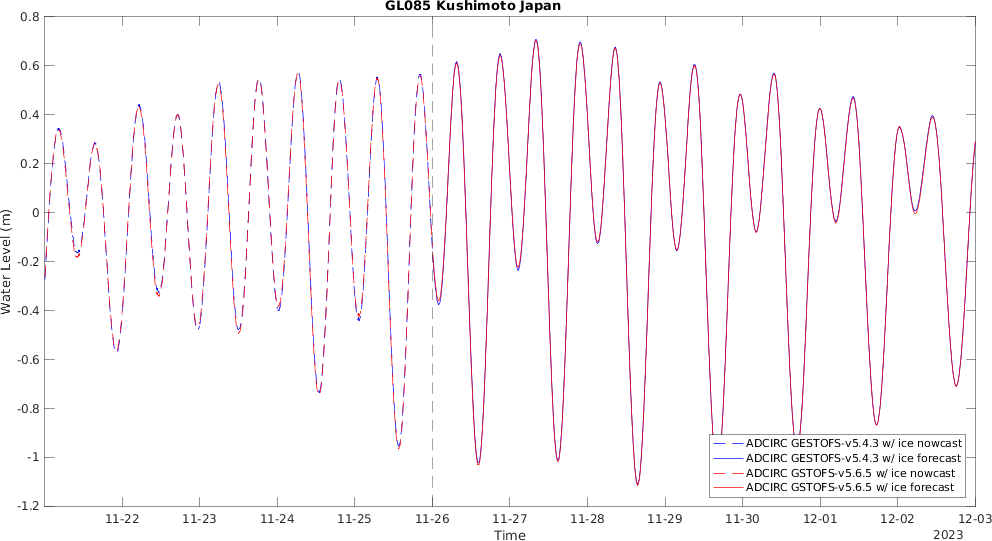 GL085 Kushimoto Japan
0.8
0.6
0.4
0.2
0
-0.2
-0.4
-0.6
-0.8
-1
-1.2
Water Level (m)
ADCIRC GESTOFS-v5.4.3 w/ ice nowcast
ADCIRC GESTOFS-v5.4.3 w/ ice forecast
ADCIRC GSTOFS-v5.6.5 w/ ice nowcast
ADCIRC GSTOFS-v5.6.5 w/ ice forecast
11-22 11-23 11-24 11-25 11-26 11-27 11-28 11-29 11-30 12-01 12-02 12-03
Time
2023